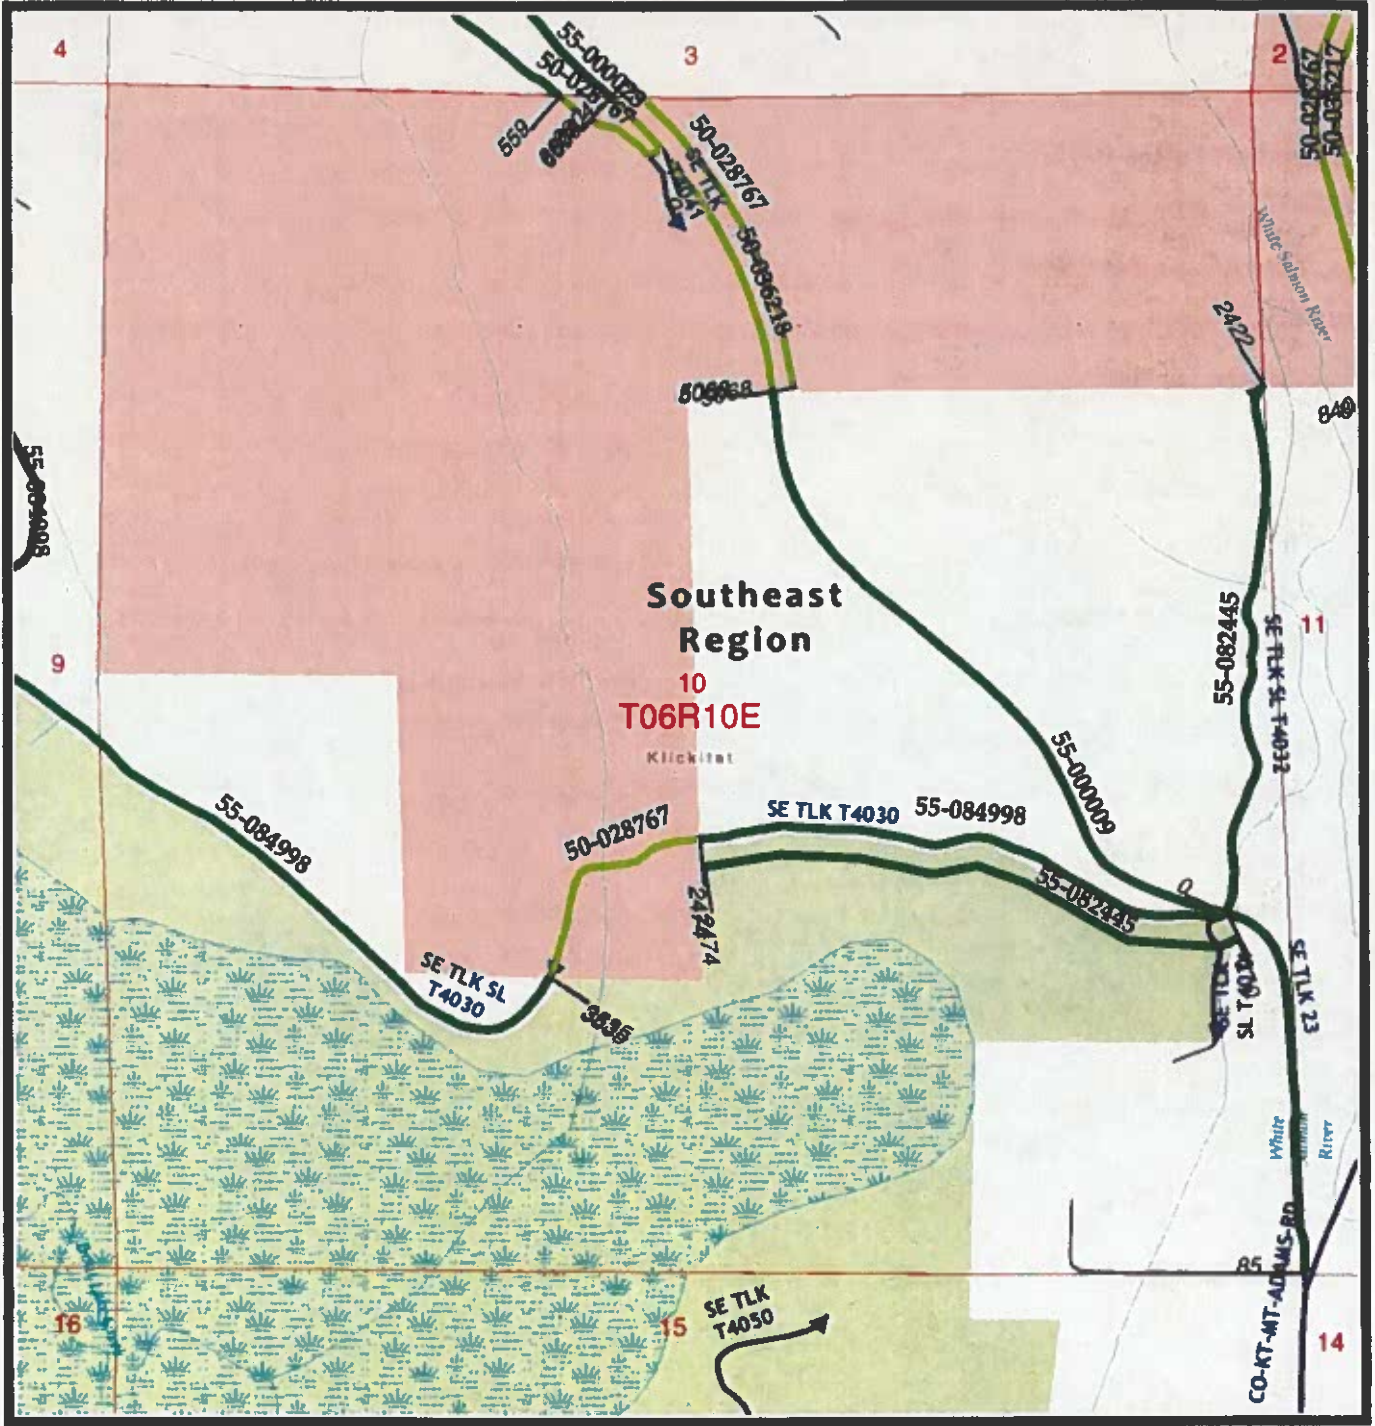 4
3
2
55-000009
50-028767
559
50-028767
SE TLK
T4041
50-036218
50-028767
50-036217
White Salmon River
2422
849
55-084998
Southeast
Region
9
10
T06R10E
Klickitat
11
55-082445
SE TLK SL T4032
55-000009
55-084998
50-028767
SE TLK T4030
55-084998
55-082445
0
SE TLK SL
T4030
SE TLK 23
White
Salmon
River
CO-KT-MT-ADAMS-RD
85
16
15
SE TLK
T4050
14